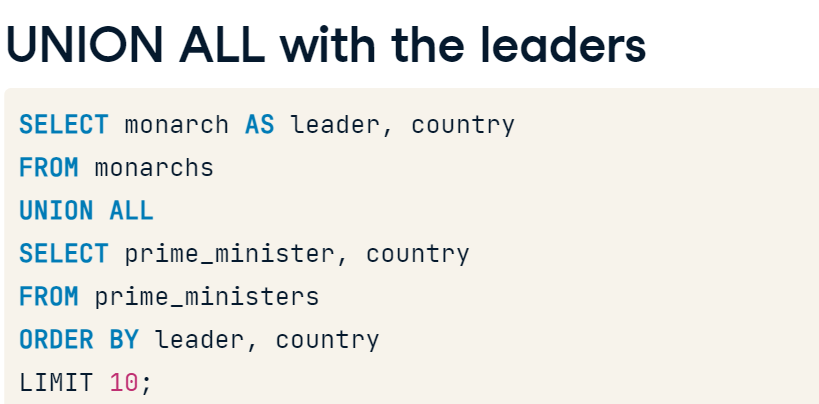 UNION ALL with the leaders
SELECT monarch AS leader, country
FROM monarchs
UNION ALL
SELECT prime_minister, country
FROM prime_ministers
ORDER BY leader, country
LIMIT 10;